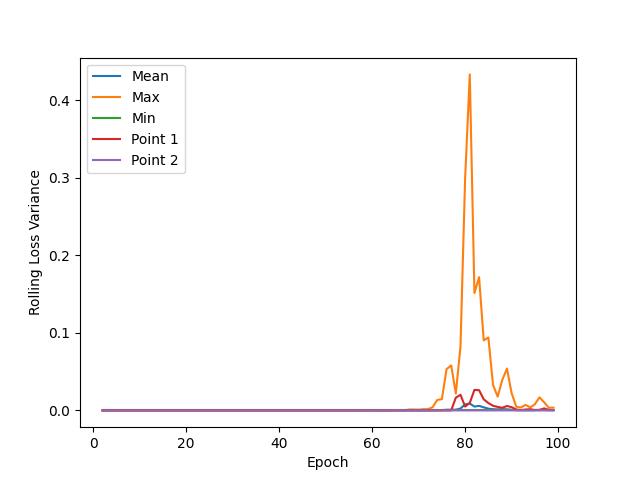 Mean
Max
Min
Point 1
Point 2
Rolling Loss Variance
0.4
0.3
0.2
0.1
0.0
0 20 40 60 80 100
Epoch